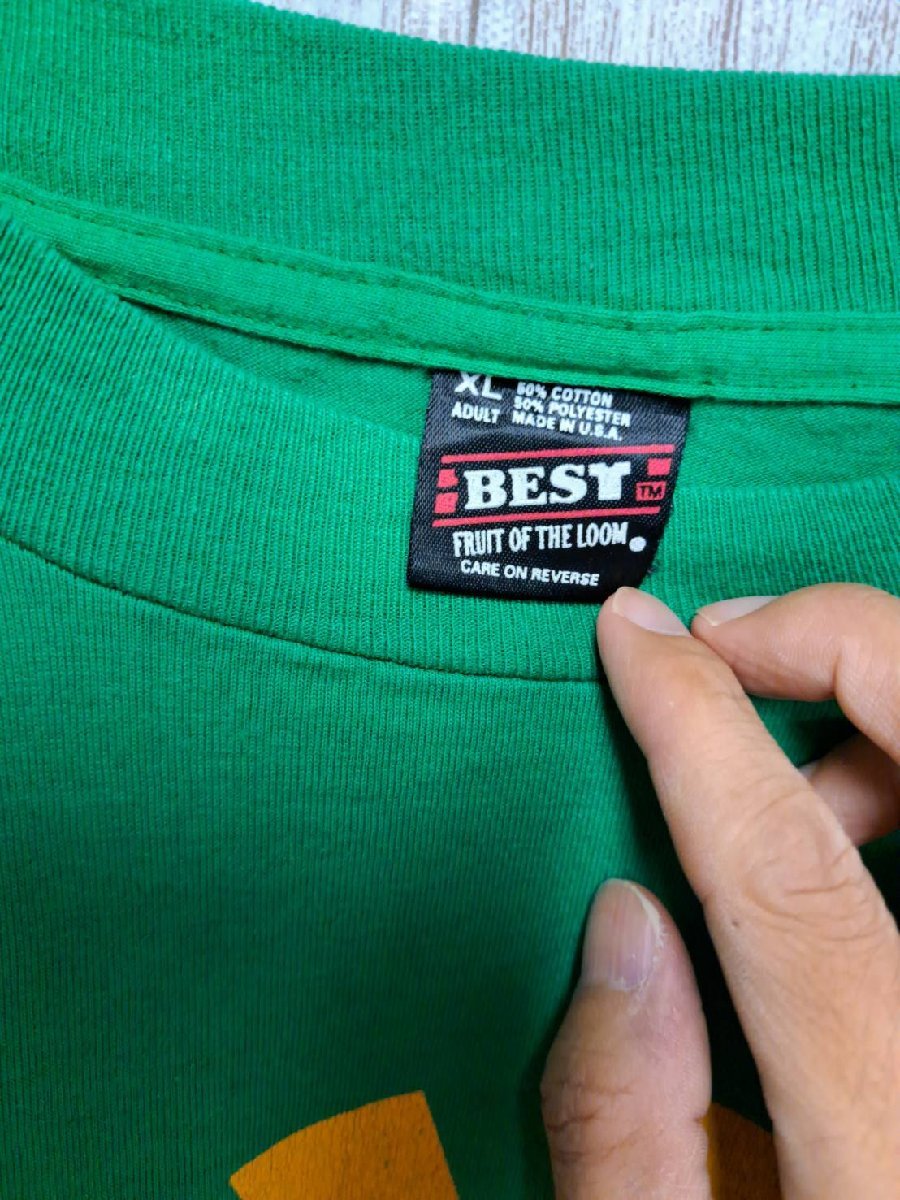 XL 50% COTTON
50% POLYESTER
ADULT MADE IN U.S.A.
BEST TM
FRUIT OF THE LOOM.
CARE ON REVERSE